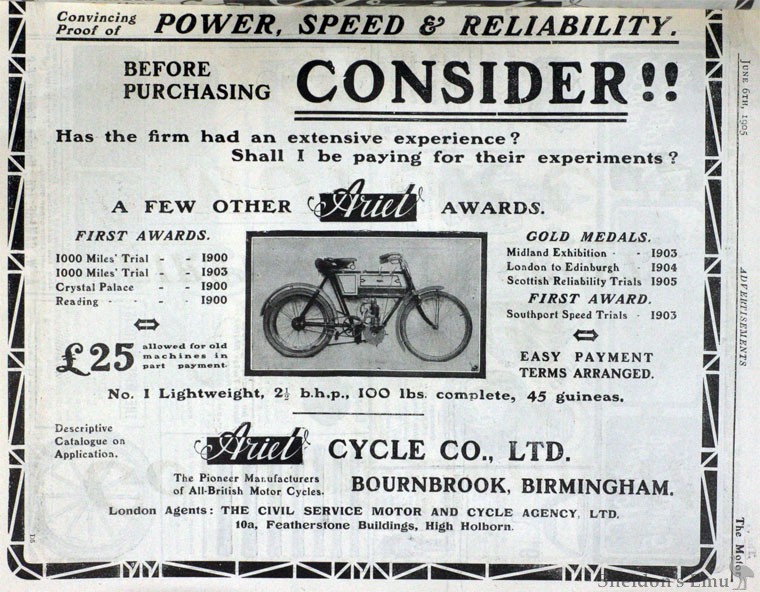 Convincing
Proof of POWER, SPEED & RELIABILITY.
BEFORE
PURCHASING CONSIDER!!
Has the firm had an extensive experience?
Shall I be paying for their experiments?
A FEW OTHER Ariel AWARDS.
FIRST AWARDS.
1000 Miles' Trial - - 1900
1000 Miles' Trial - - 1903
Crystal Palace - 1900
Reading - - - 1900
£25 allowed for old
machines in
part payment.
GOLD MEDALS.
Midland Exhibition - - 1903
London to Edinburgh - 1904
Scottish Reliability Trials 1905
FIRST AWARD.
Southport Speed Trials - 1903
EASY PAYMENT
TERMS ARRANGED.
No. 1 Lightweight, 2½ b.h.p., 100 lbs. complete, 45 guineas.
Descriptive
Catalogue on
Application.
Ariel CYCLE CO., LTD.
The Pioneer Manufacturers
of All-British Motor Cycles.
BOURNBROOK, BIRMINGHAM.
London Agents: THE CIVIL SERVICE MOTOR AND CYCLE AGENCY, LTD.
10a, Featherstone Buildings, High Holborn.
JUNE 6TH, 1905
ADVERTISEMENTS
The Moto
Sheldon's Emu